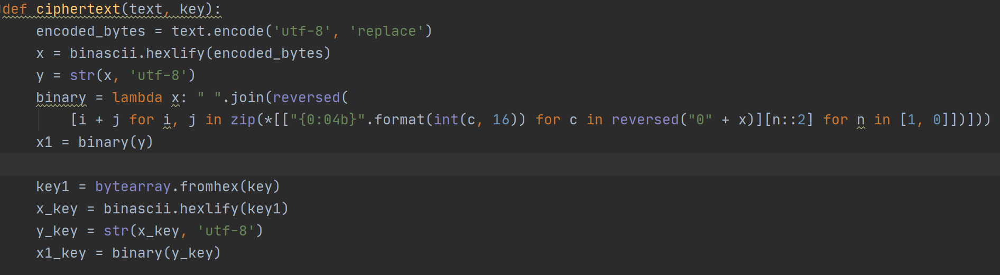 def ciphertext(text, key):
    encoded_bytes = text.encode('utf-8', 'replace')
    x = binascii.hexlify(encoded_bytes)
    y = str(x, 'utf-8')
    binary = lambda x: " ".join(reversed(
        [i + j for i, j in zip(*[["{0:04b}".format(int(c, 16)) for c in reversed("0" + x)][n::2] for n in [1, 0]])]))
    x1 = binary(y)

    key1 = bytearray.fromhex(key)
    x_key = binascii.hexlify(key1)
    y_key = str(x_key, 'utf-8')
    x1_key = binary(y_key)